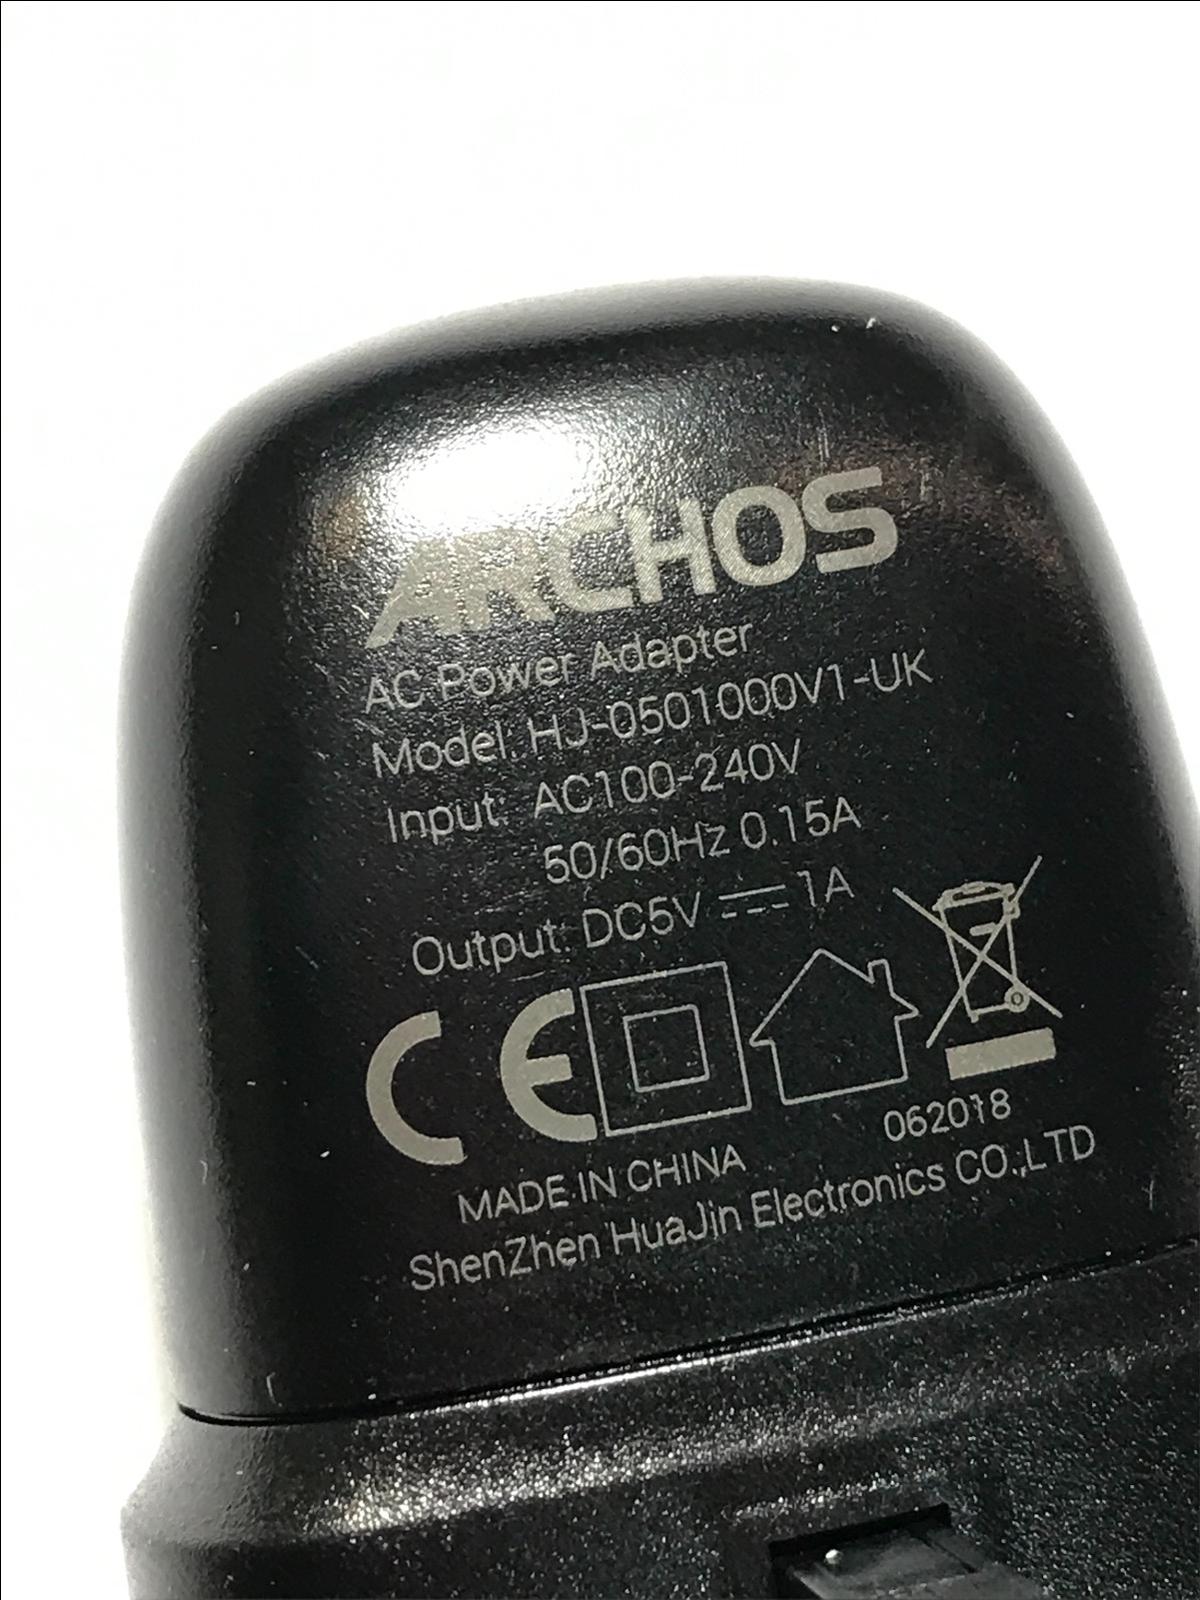 ARCHOS
AC Power Adapter
Model: HJ-0501000V1-UK
Input: AC100-240V
50/60Hz 0.15A
Output: DC5V ⎓ 1A
CE
062018
MADE IN CHINA
ShenZhen HuaJin Electronics CO.,LTD